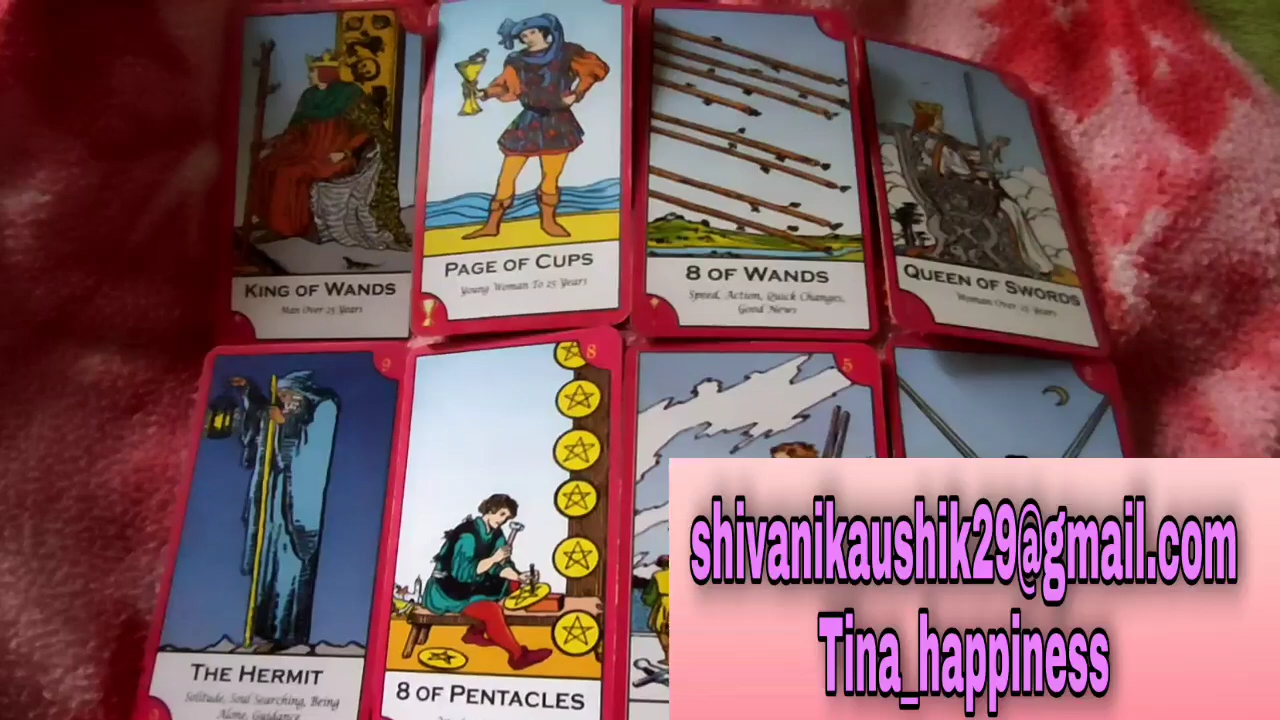 KING OF WANDS
Man Over 25 Years
PAGE OF CUPS
Young Woman To 25 Years
8 OF WANDS
Speed, Action, Quick Changes,
Good News
QUEEN OF SWORDS
Woman Over 25 Years
9
THE HERMIT
Solitude, Soul Searching, Being
Alone, Guidance
8
8 OF PENTACLES
5
shivanikaushik29@gmail.com
Tina_happiness